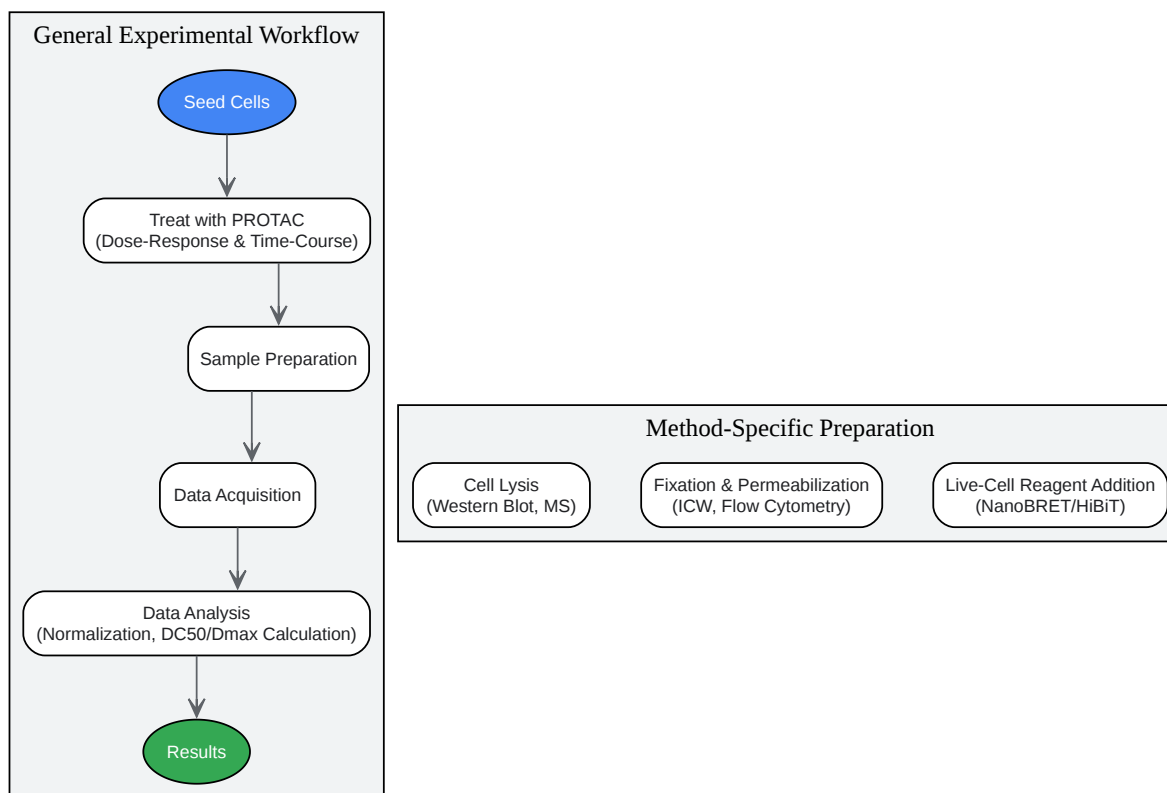 General Experimental Workflow
Seed Cells
Treat with PROTAC
(Dose-Response & Time-Course)
Sample Preparation
Data Acquisition
Data Analysis
(Normalization, DC50/Dmax Calculation)
Results
Method-Specific Preparation
Cell Lysis
(Western Blot, MS)
Fixation & Permeabilization
(ICW, Flow Cytometry)
Live-Cell Reagent Addition
(NanoBRET/HiBiT)